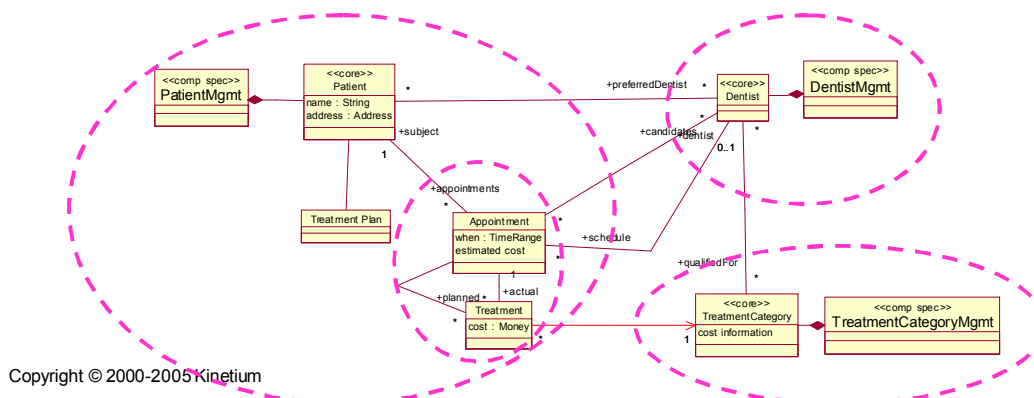 <<comp spec>>
PatientMgmt
<<core>>
Patient
name : String
address : Address
*
+preferredDentist
*
<<core>>
Dentist
<<comp spec>>
DentistMgmt
+subject
1
+candidates
*
+dentist
0..1
*
+appointments
*
Treatment Plan
Appointment
when : TimeRange
estimated cost
*
+schedule
*
+qualifiedFor
*
1
+planned
*
+actual
*
Treatment
cost : Money
*
1
<<core>>
TreatmentCategory
cost information
<<comp spec>>
TreatmentCategoryMgmt
Copyright © 2000-2005 Kinetium